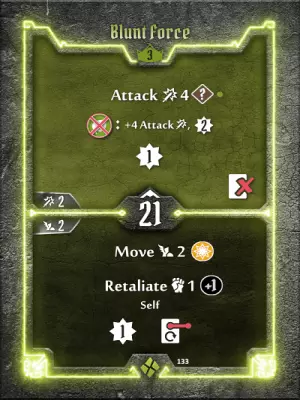 Blunt Force
3
Attack 4 ?
: +4 Attack , 2
1
2
21
2
Move 2
Retaliate 1 +1
Self
1
133